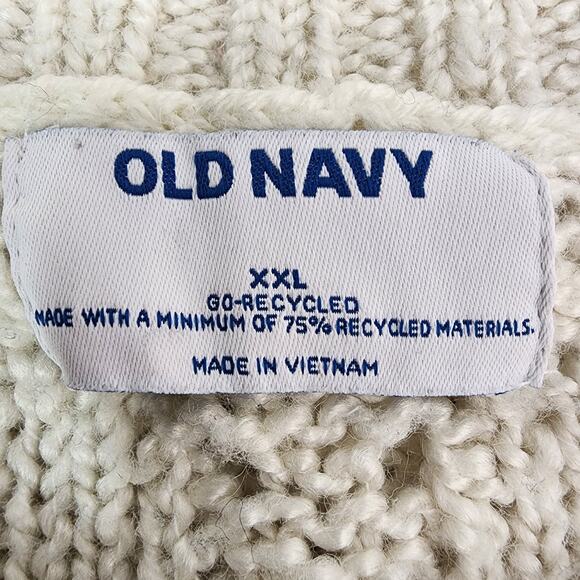 OLD NAVY
XXL
GO-RECYCLED
MADE WITH A MINIMUM OF 75% RECYCLED MATERIALS.
MADE IN VIETNAM